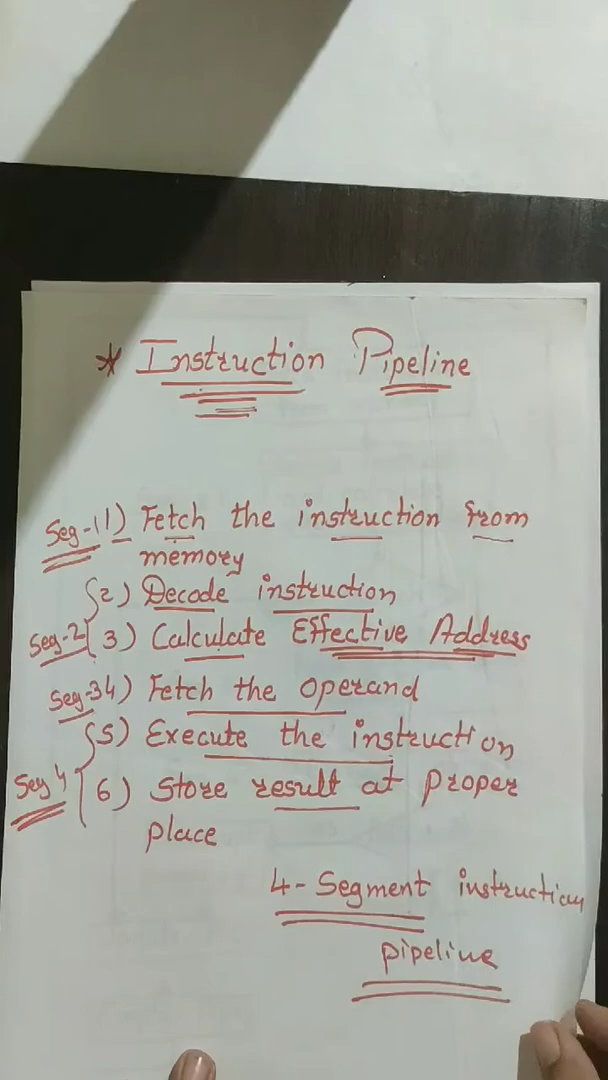 * Instruction Pipeline
Seg-1 1) Fetch the instruction from
memory
2) Decode instruction
Seg-2 3) Calculate Effective Address
Seg-3 4) Fetch the operand
5) Execute the instruction
Seg 4 6) Store result at proper
place
4-Segment instruction
pipeline